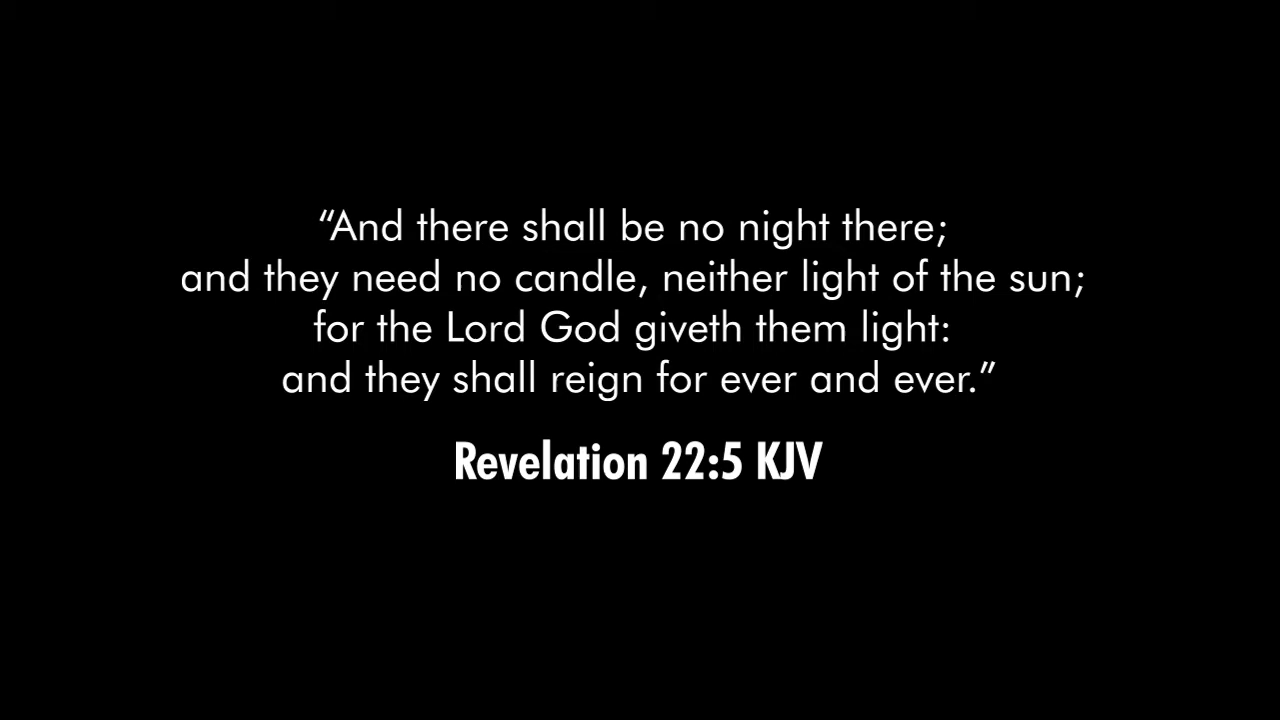 “And there shall be no night there;
and they need no candle, neither light of the sun;
for the Lord God giveth them light:
and they shall reign for ever and ever.”
Revelation 22:5 KJV